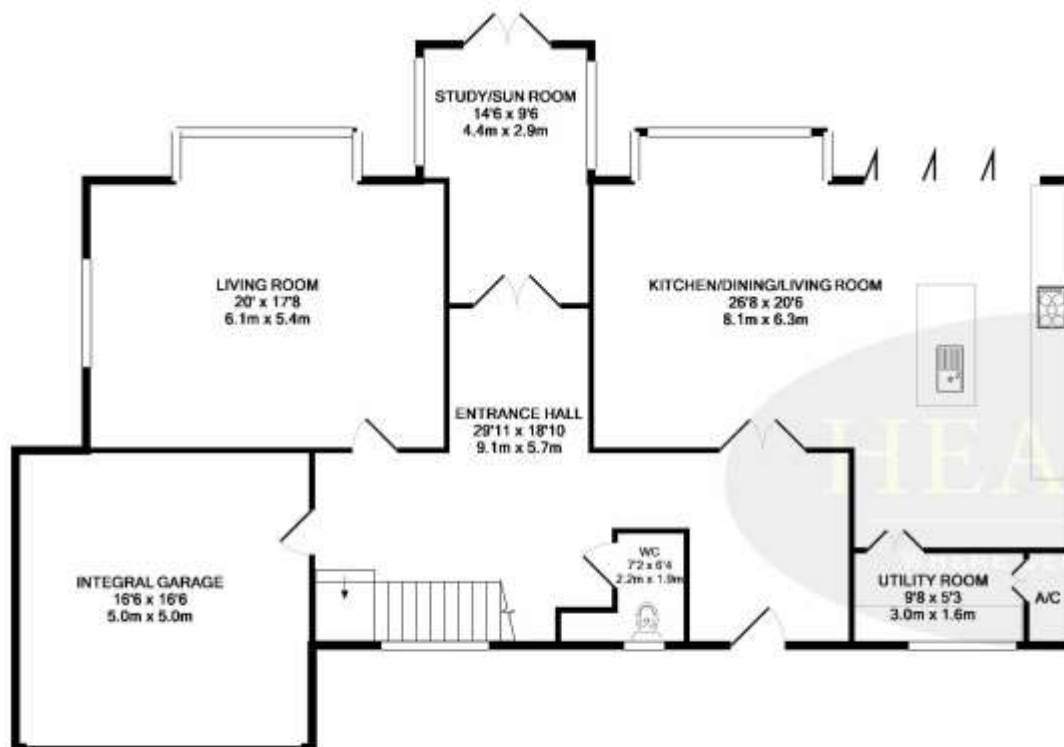 STUDY/SUN ROOM
14'6 x 9'6
4.4m x 2.9m
LIVING ROOM
20' x 17'8
6.1m x 5.4m
KITCHEN/DINING/LIVING ROOM
26'8 x 20'6
8.1m x 6.3m
ENTRANCE HALL
29'11 x 18'10
9.1m x 5.7m
HEA
WC
7'2 x 6'4
2.2m x 1.9m
INTEGRAL GARAGE
16'6 x 16'6
5.0m x 5.0m
UTILITY ROOM
9'8 x 5'3
3.0m x 1.6m
A/C